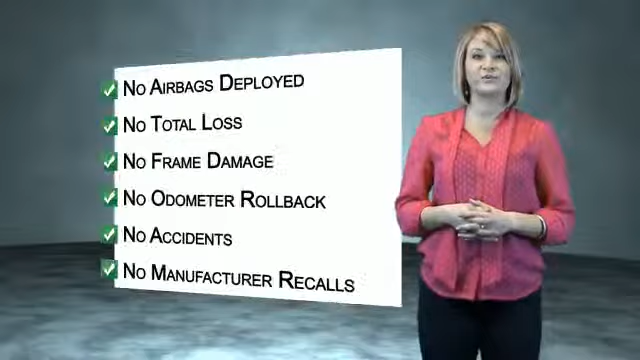 No Airbags Deployed
No Total Loss
No Frame Damage
No Odometer Rollback
No Accidents
No Manufacturer Recalls